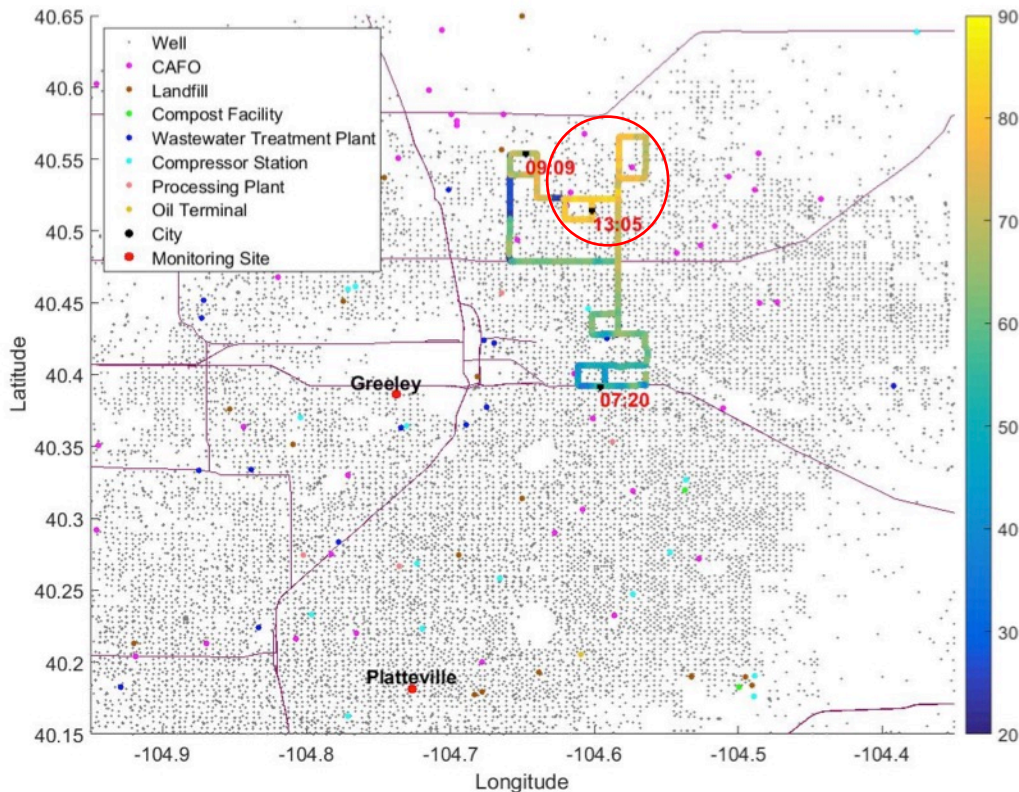 40.65
40.6
40.55
40.5
40.45
40.4
40.35
40.3
40.25
40.2
40.15
Latitude
Well
CAFO
Landfill
Compost Facility
Wastewater Treatment Plant
Compressor Station
Processing Plant
Oil Terminal
City
Monitoring Site
09:09
13:05
07:20
Greeley
Platteville
-104.9
-104.8
-104.7
-104.6
-104.5
-104.4
Longitude
90
80
70
60
50
40
30
20